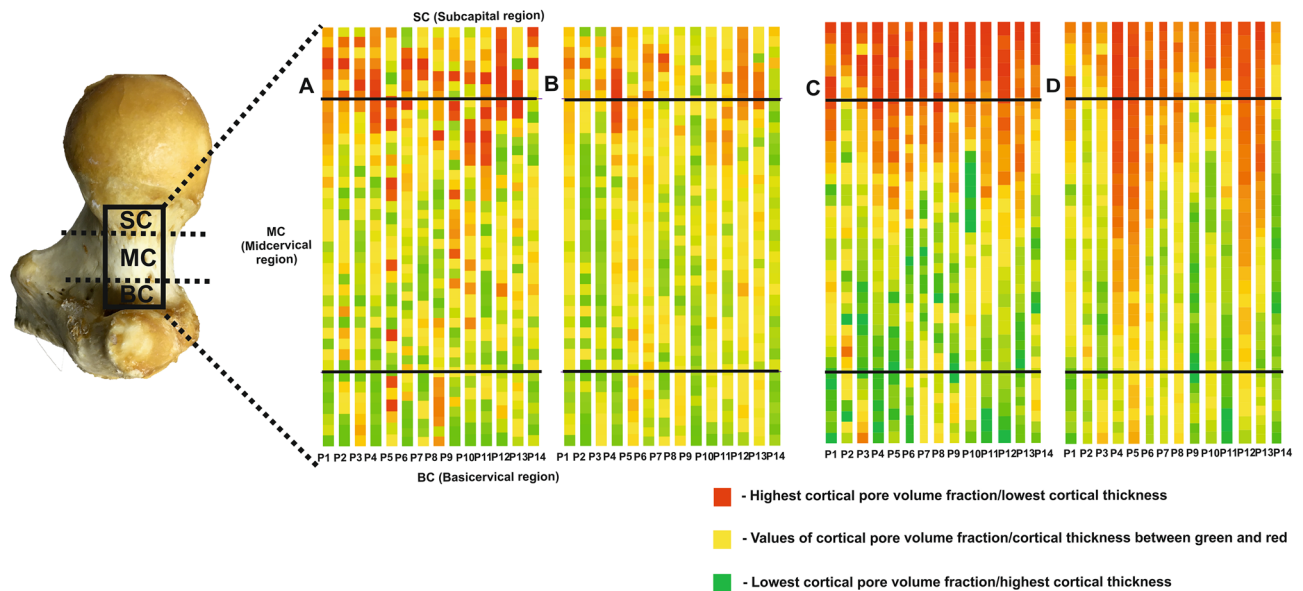 SC (Subcapital region)
A
B
C
D
SC
MC
BC
MC
(Midcervical
region)
P1 P2 P3 P4 P5 P6 P7 P8 P9 P10 P11 P12 P13 P14
P1 P2 P3 P4 P5 P6 P7 P8 P9 P10 P11 P12 P13 P14
P1 P2 P3 P4 P5 P6 P7 P8 P9 P10 P11 P12 P13 P14
P1 P2 P3 P4 P5 P6 P7 P8 P9 P10 P11 P12 P13 P14
BC (Basicervical region)
- Highest cortical pore volume fraction/lowest cortical thickness
- Values of cortical pore volume fraction/cortical thickness between green and red
- Lowest cortical pore volume fraction/highest cortical thickness